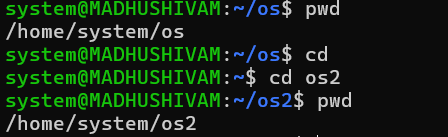 system@MADHUSHIVAM:~/os$ pwd
/home/system/os
system@MADHUSHIVAM:~/os$ cd
system@MADHUSHIVAM:~$ cd os2
system@MADHUSHIVAM:~/os2$ pwd
/home/system/os2